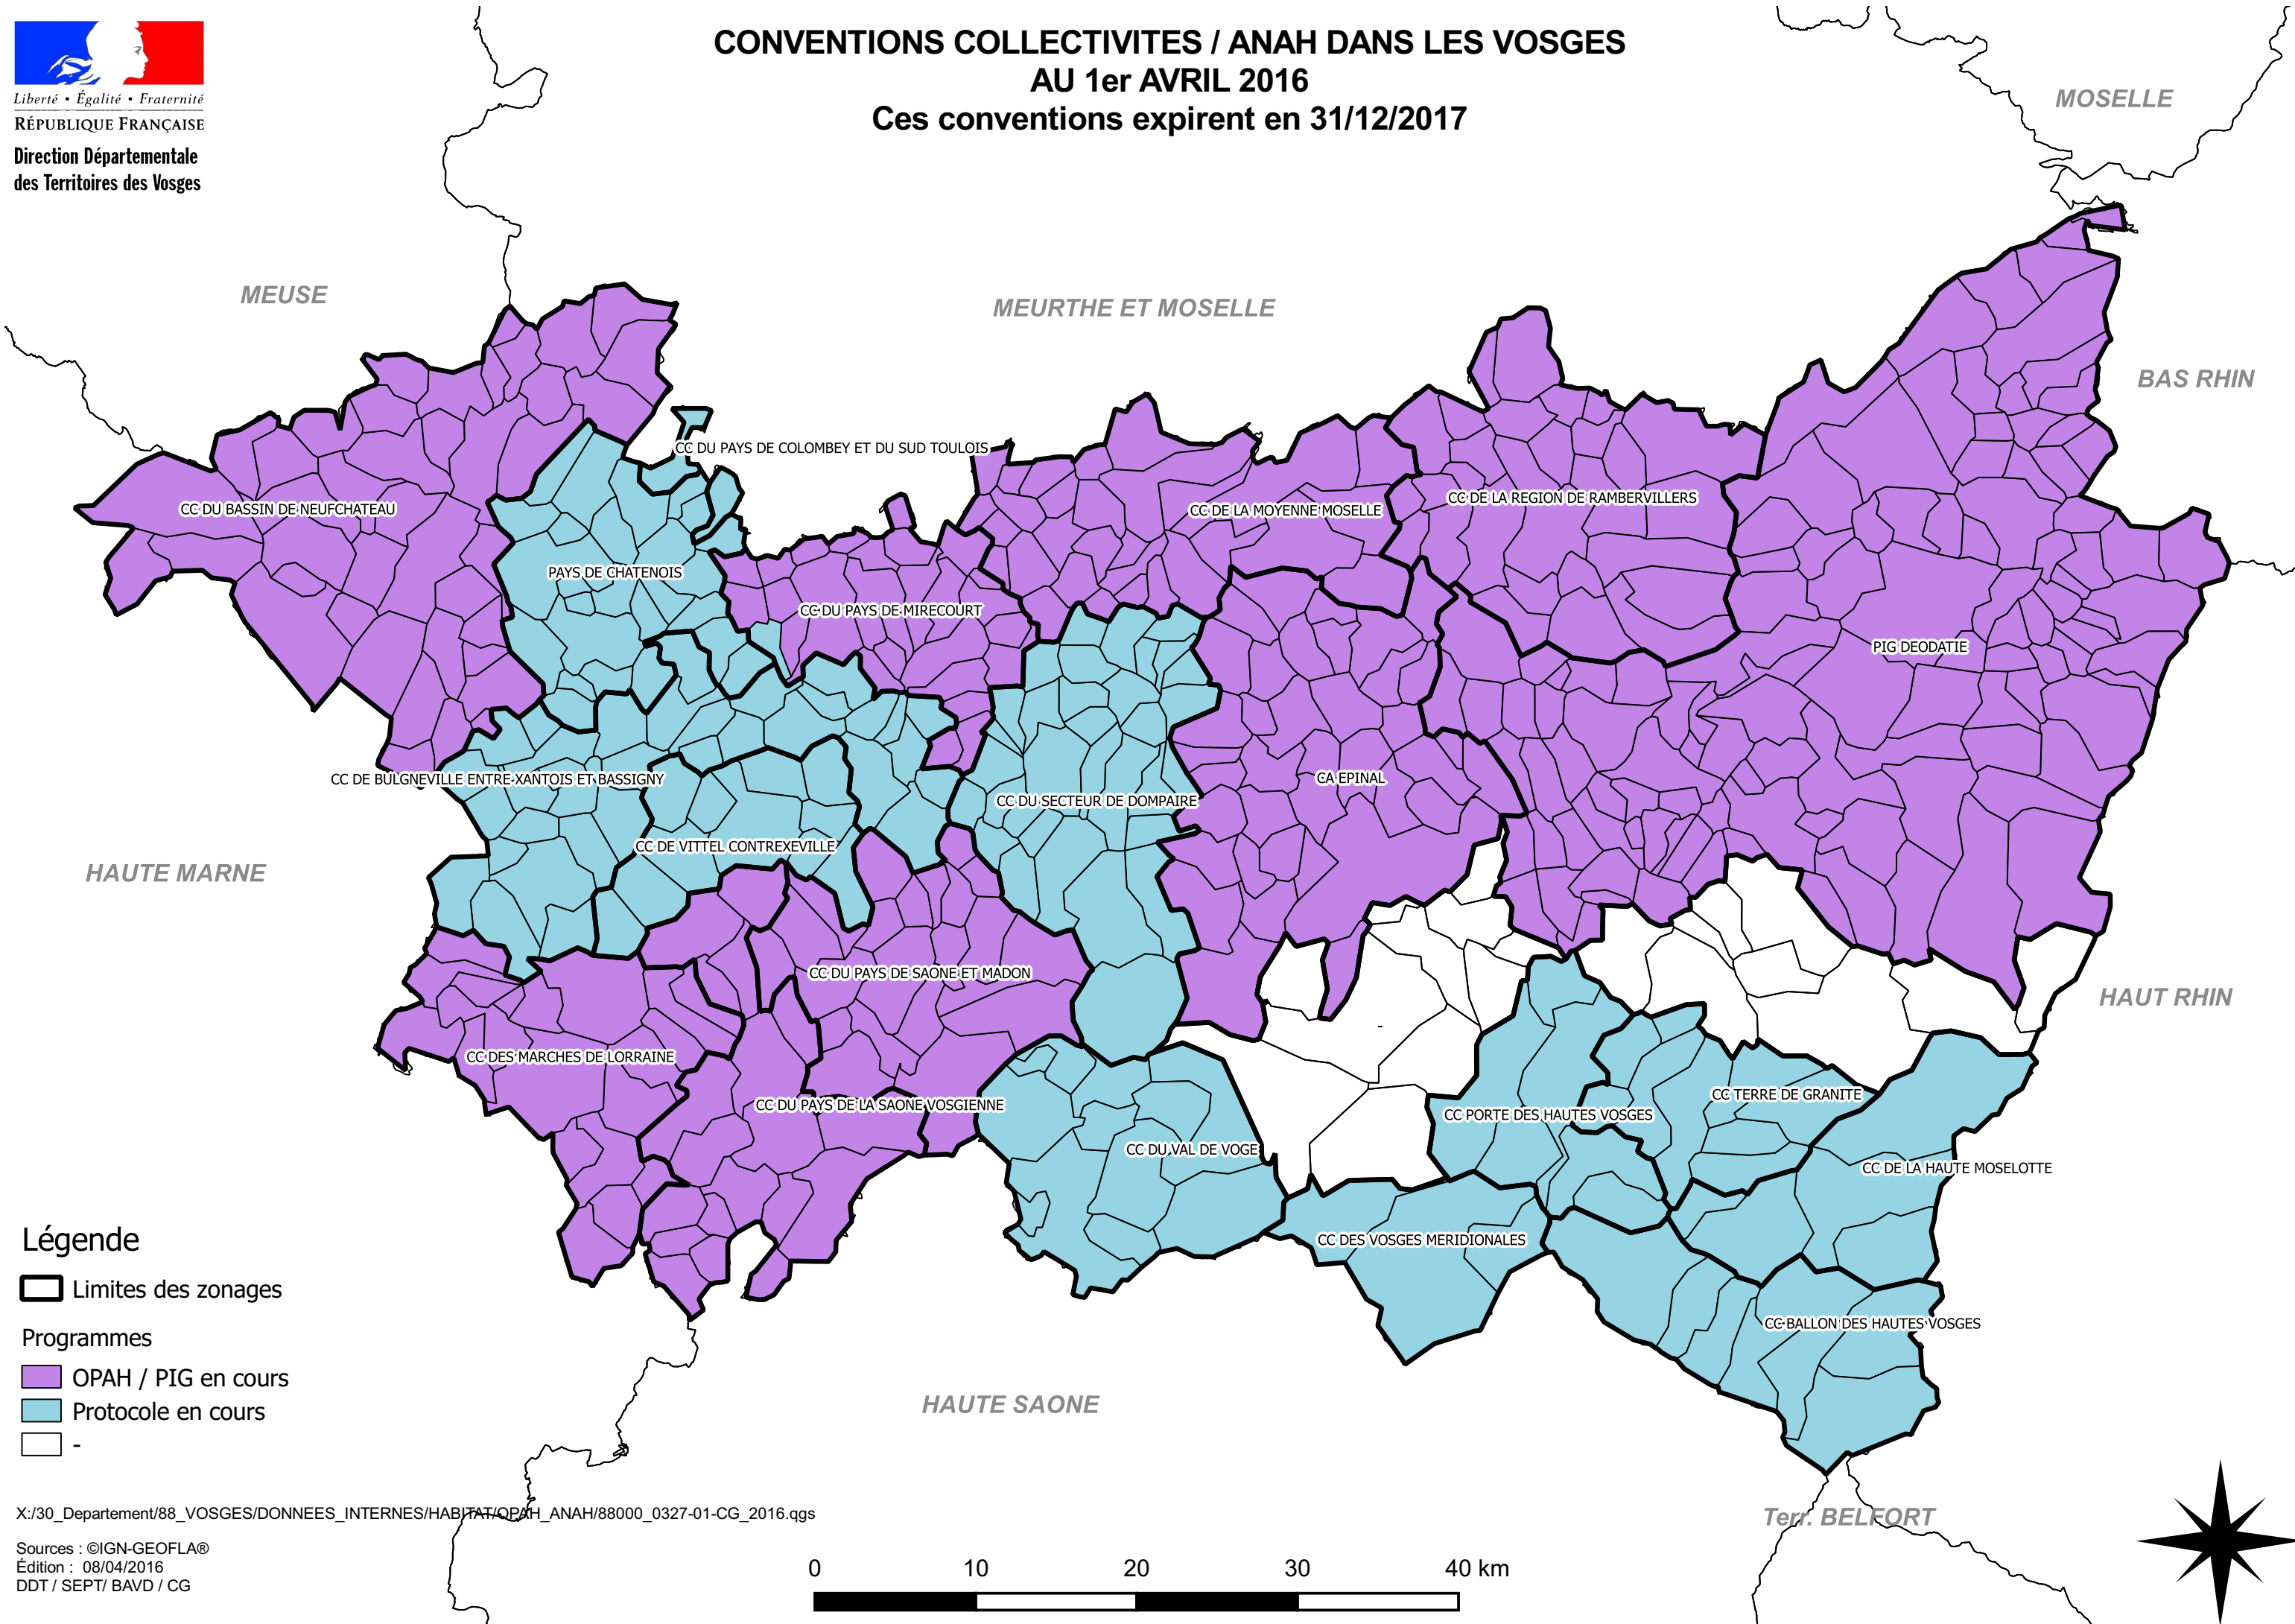 Liberté • Égalité • Fraternité
RÉPUBLIQUE FRANÇAISE
Direction Départementale
des Territoires des Vosges
CONVENTIONS COLLECTIVITES / ANAH DANS LES VOSGES
AU 1er AVRIL 2016
Ces conventions expirent en 31/12/2017
MOSELLE
MEUSE
MEURTHE ET MOSELLE
BAS RHIN
CC DU PAYS DE COLOMBEY ET DU SUD TOULOIS
CC DU BASSIN DE NEUFCHATEAU
CC DE LA MOYENNE MOSELLE
CC DE LA REGION DE RAMBERVILLERS
PAYS DE CHATENOIS
CC DU PAYS DE MIRECOURT
PIG DEODATIE
CC DE BULGNEVILLE ENTRE XANTOIS ET BASSIGNY
CA EPINAL
CC DU SECTEUR DE DOMPAIRE
CC DE VITTEL CONTREXEVILLE
HAUTE MARNE
CC DU PAYS DE SAONE ET MADON
HAUT RHIN
-
CC DES MARCHES DE LORRAINE
CC TERRE DE GRANITE
CC DU PAYS DE LA SAONE VOSGIENNE
CC PORTE DES HAUTES VOSGES
CC DU VAL DE VOGE
CC DE LA HAUTE MOSELOTTE
CC DES VOSGES MERIDIONALES
CC BALLON DES HAUTES VOSGES
HAUTE SAONE
Terr. BELFORT
Légende
Limites des zonages
Programmes
OPAH / PIG en cours
Protocole en cours
-
X:/30_Departement/88_VOSGES/DONNEES_INTERNES/HABITAT/OPAH_ANAH/88000_0327-01-CG_2016.qgs
Sources : ©IGN-GEOFLA®
Édition : 08/04/2016
DDT / SEPT/ BAVD / CG
0 10 20 30 40 km